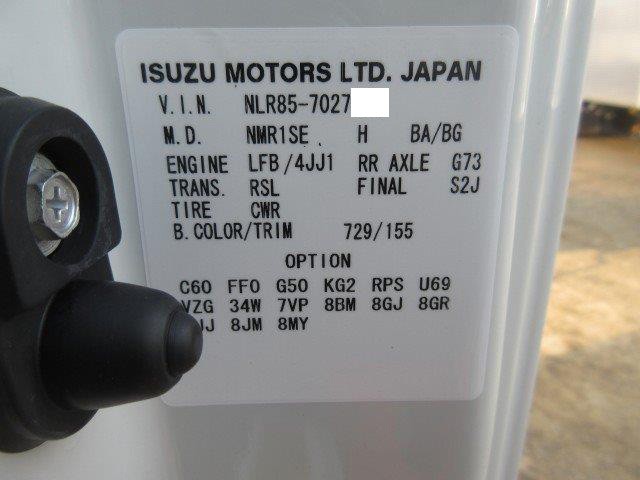 ISUZU MOTORS LTD. JAPAN
V.I.N. NLR85-7027
M.D. NMR1SE H BA/BG
ENGINE LFB/4JJ1 RR AXLE G73
TRANS. RSL FINAL S2J
TIRE CWR
B.COLOR/TRIM 729/155
OPTION
C60 FF0 G50 KG2 RPS U69
VZG 34W 7VP 8BM 8GJ 8GR
8JM 8MY